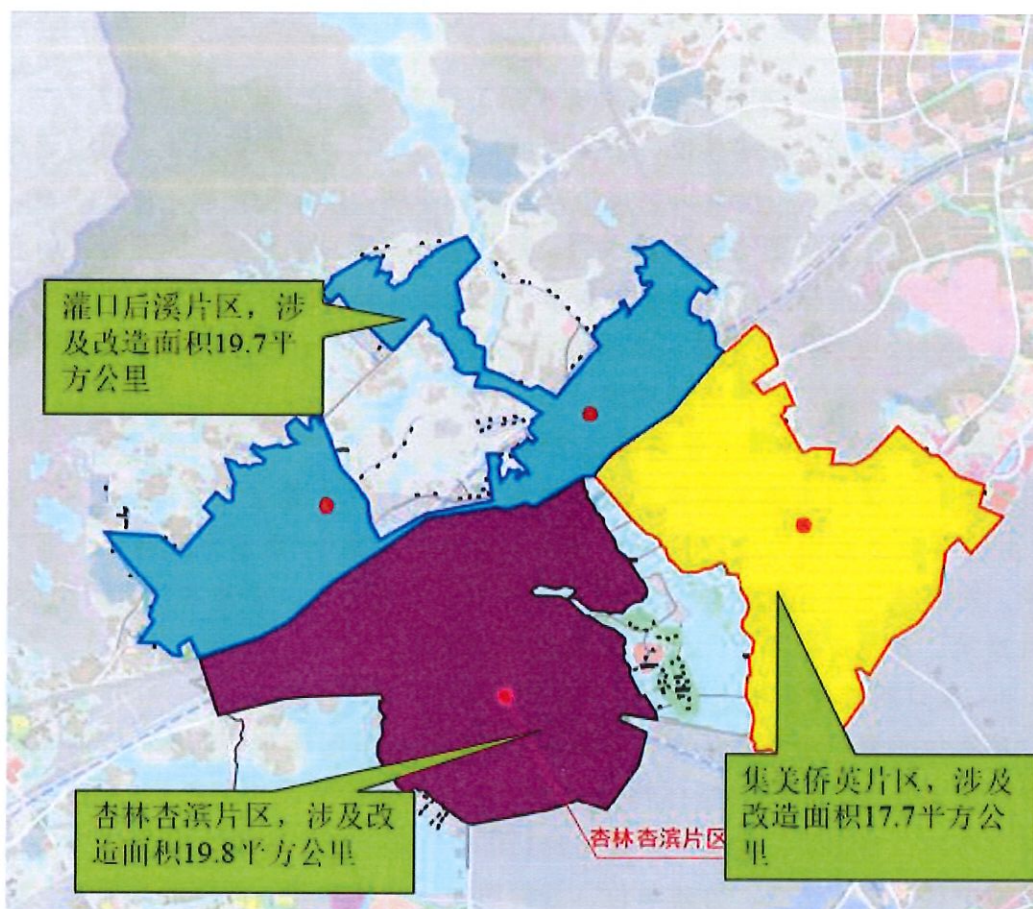 灌口后溪片区，涉
及改造面积19.7平
方公里
杏林杏滨片区，涉及改
造面积19.8平方公里
杏林杏滨片区
集美侨英片区，涉及
改造面积17.7平方公
里